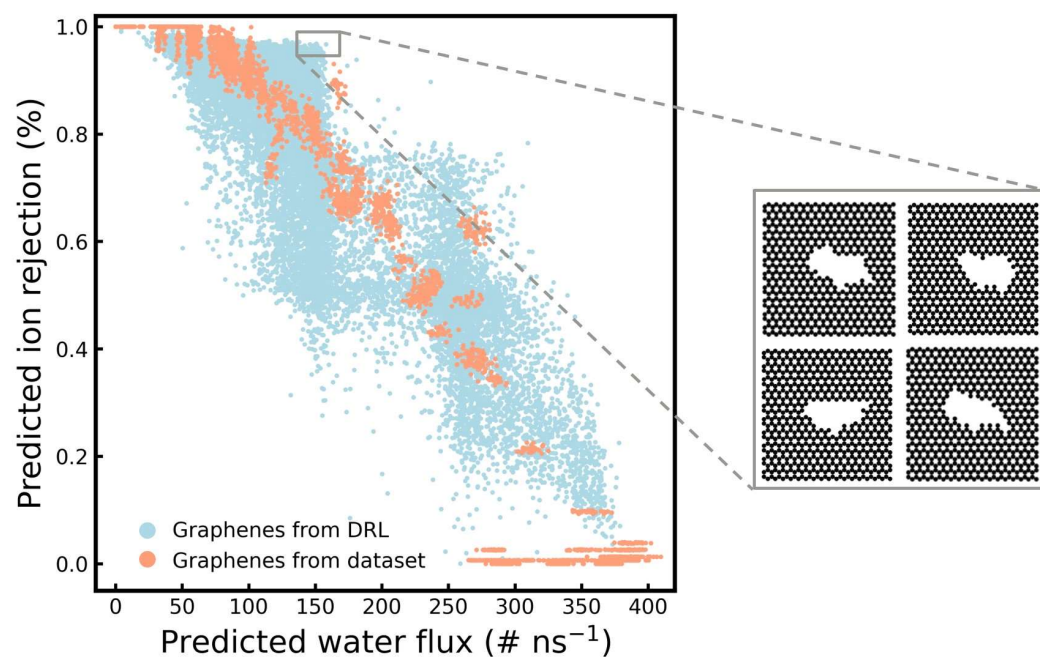 Predicted ion rejection (%)
1.0
0.8
0.6
0.4
0.2
0.0
Graphenes from DRL
Graphenes from dataset
0 50 100 150 200 250 300 350 400
Predicted water flux (# ns⁻¹)